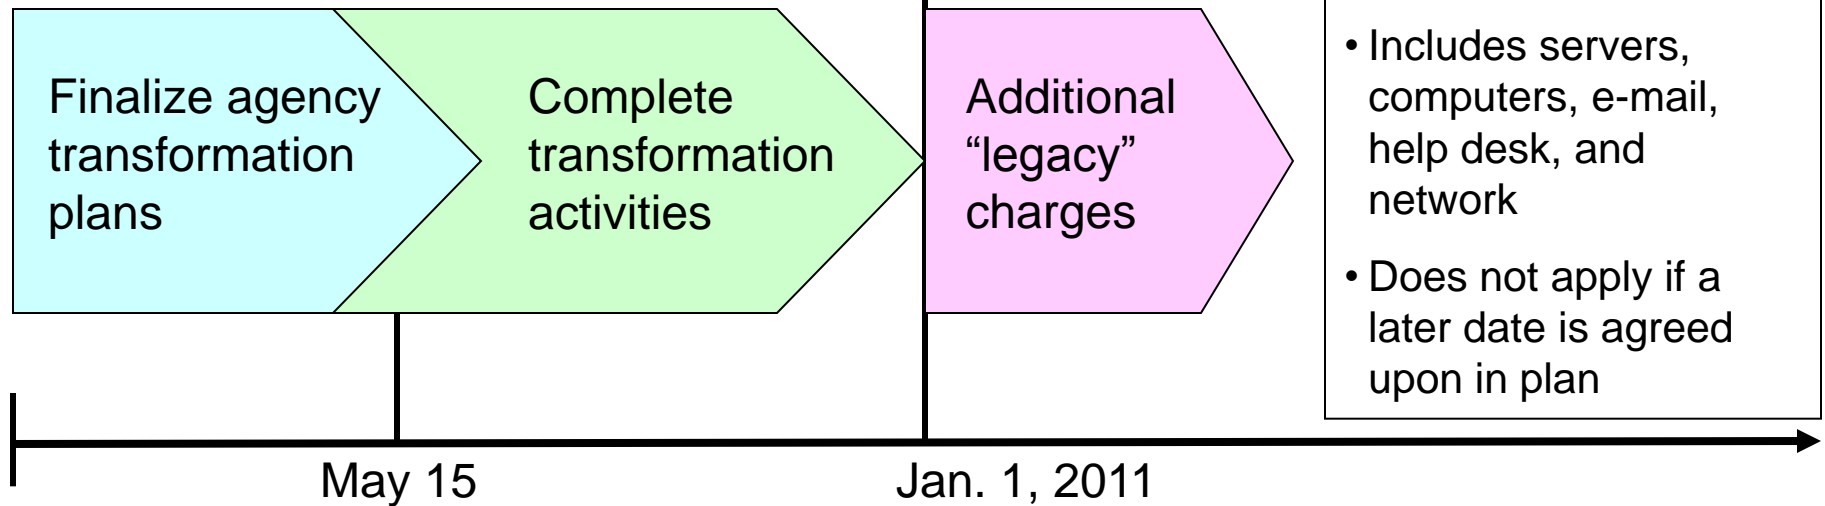 Finalize agency
transformation
plans
Complete
transformation
activities
Additional
“legacy”
charges
• Includes servers,
computers, e-mail,
help desk, and
network
• Does not apply if a
later date is agreed
upon in plan
May 15
Jan. 1, 2011